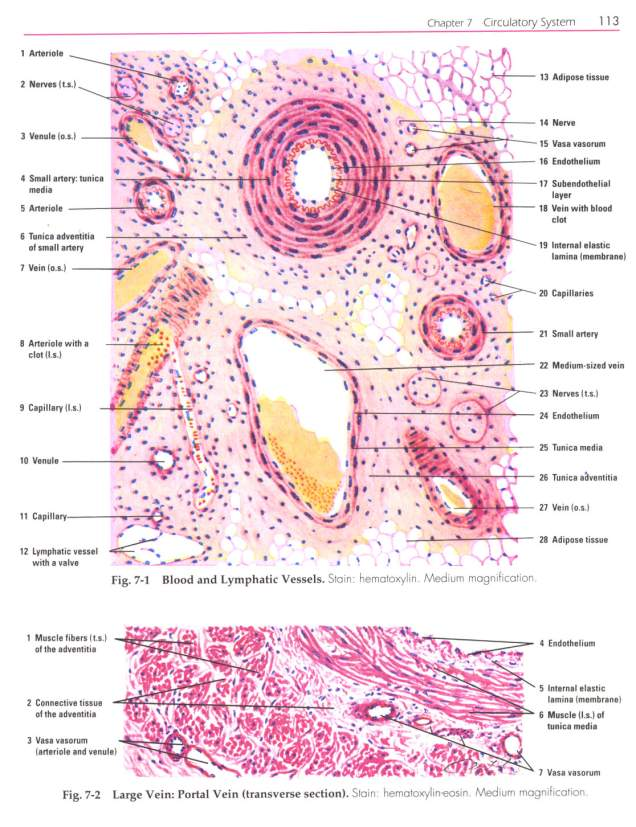 Chapter 7 Circulatory System 113
1 Arteriole
2 Nerves (t.s.)
3 Venule (o.s.)
4 Small artery: tunica
media
5 Arteriole
6 Tunica adventitia
of small artery
7 Vein (o.s.)
8 Arteriole with a
clot (l.s.)
9 Capillary (l.s.)
10 Venule
11 Capillary
12 Lymphatic vessel
with a valve
13 Adipose tissue
14 Nerve
15 Vasa vasorum
16 Endothelium
17 Subendothelial
layer
18 Vein with blood
clot
19 Internal elastic
lamina (membrane)
20 Capillaries
21 Small artery
22 Medium-sized vein
23 Nerves (t.s.)
24 Endothelium
25 Tunica media
26 Tunica adventitia
27 Vein (o.s.)
28 Adipose tissue
Fig. 7-1 Blood and Lymphatic Vessels. Stain: hematoxylin. Medium magnification.
1 Muscle fibers (t.s.)
of the adventitia
2 Connective tissue
of the adventitia
3 Vasa vasorum
(arteriole and venule)
4 Endothelium
5 Internal elastic
lamina (membrane)
6 Muscle (l.s.) of
tunica media
7 Vasa vasorum
Fig. 7-2 Large Vein: Portal Vein (transverse section). Stain: hematoxylin-eosin. Medium magnification.